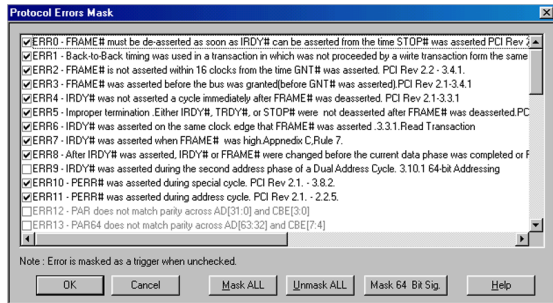 Protocol Errors Mask
ERR0 - FRAME# must be de-asserted as soon as IRDY# can be asserted from the time STOP# was asserted PCI Rev
ERR1 - Back-to-Back timing was used in a transaction in which was not proceeded by a wirte transaction form the same
ERR2 - FRAME# is not asserted within 16 clocks from the time GNT# was asserted. PCI Rev 2.2 - 3.4.1.
ERR3 - FRAME# was asserted before the bus was granted(before GNT# was asserted).PCI Rev 2.1-3.4.1
ERR4 - IRDY# was not asserted a cycle immediately after FRAME# was deasserted. PCI Rev 2.1-3.3.1
ERR5 - Improper termination .Either IRDY#, TRDY#, or STOP# were not deasserted after FRAME# was deasserted.PC
ERR6 - IRDY# was asserted on the same clock edge that FRAME# was asserted .3.3.1.Read Transaction
ERR7 - IRDY# was asserted when FRAME# was high.Appnedix C,Rule 7.
ERR8 - After IRDY# was asserted, IRDY# or FRAME# were changed before the current data phase was completed or
ERR9 - IRDY# was asserted during the second address phase of a Dual Address Cycle. 3.10.1 64-bit Addressing
ERR10 - PERR# was asserted during special cycle. PCI Rev 2.1. - 3.8.2.
ERR11 - PERR# was asserted during address cycle. PCI Rev 2.1. - 2.2.5.
ERR12 - PAR does not match parity across AD[31:0] and CBE[3:0]
ERR13 - PAR64 does not match parity across AD[63:32] and CBE[7:4]
Note : Error is masked as a trigger when unchecked.
OK Cancel Mask ALL Unmask ALL Mask 64 Bit Sig. Help